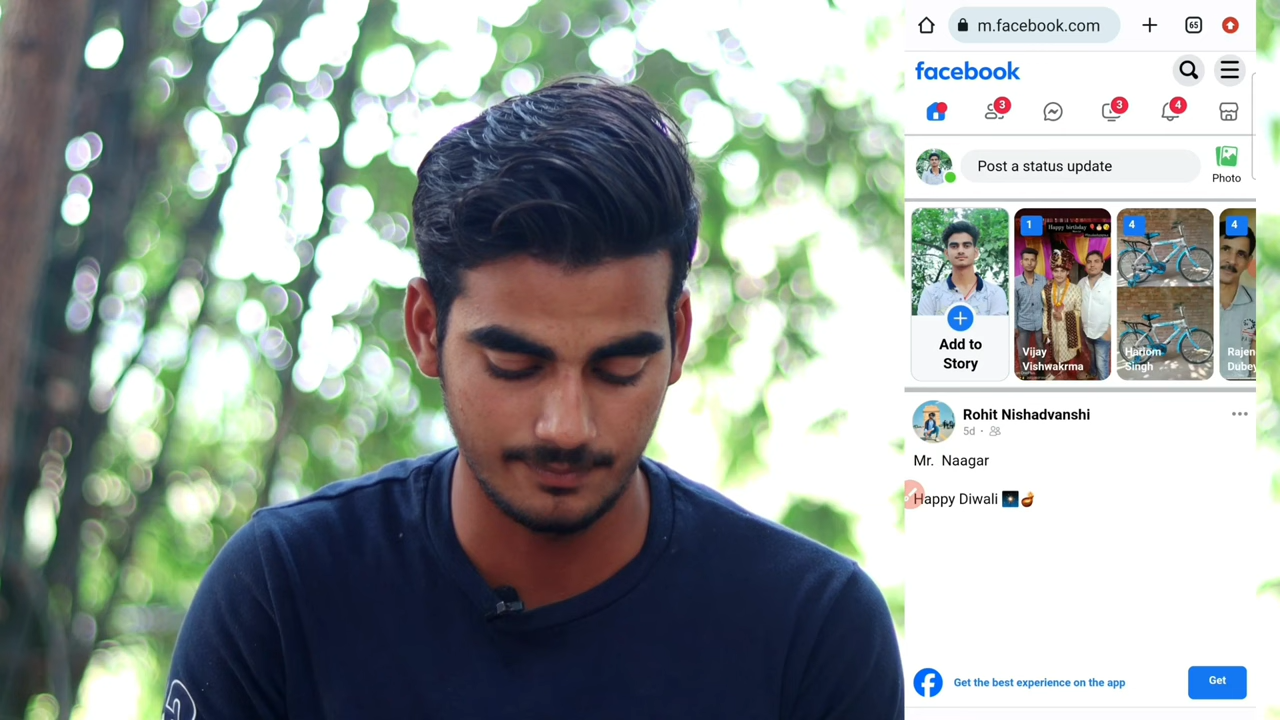 65
m.facebook.com
facebook
3
3
4
Post a status update
Photo
Add to
Story
1
Happy birthday
Vijay
Vishwakrma
4
Hariom
Singh
4
Rajen
Dubey
Rohit Nishadvanshi
5d ·
Mr. Naagar
Happy Diwali 🎇🪔
Get the best experience on the app
Get